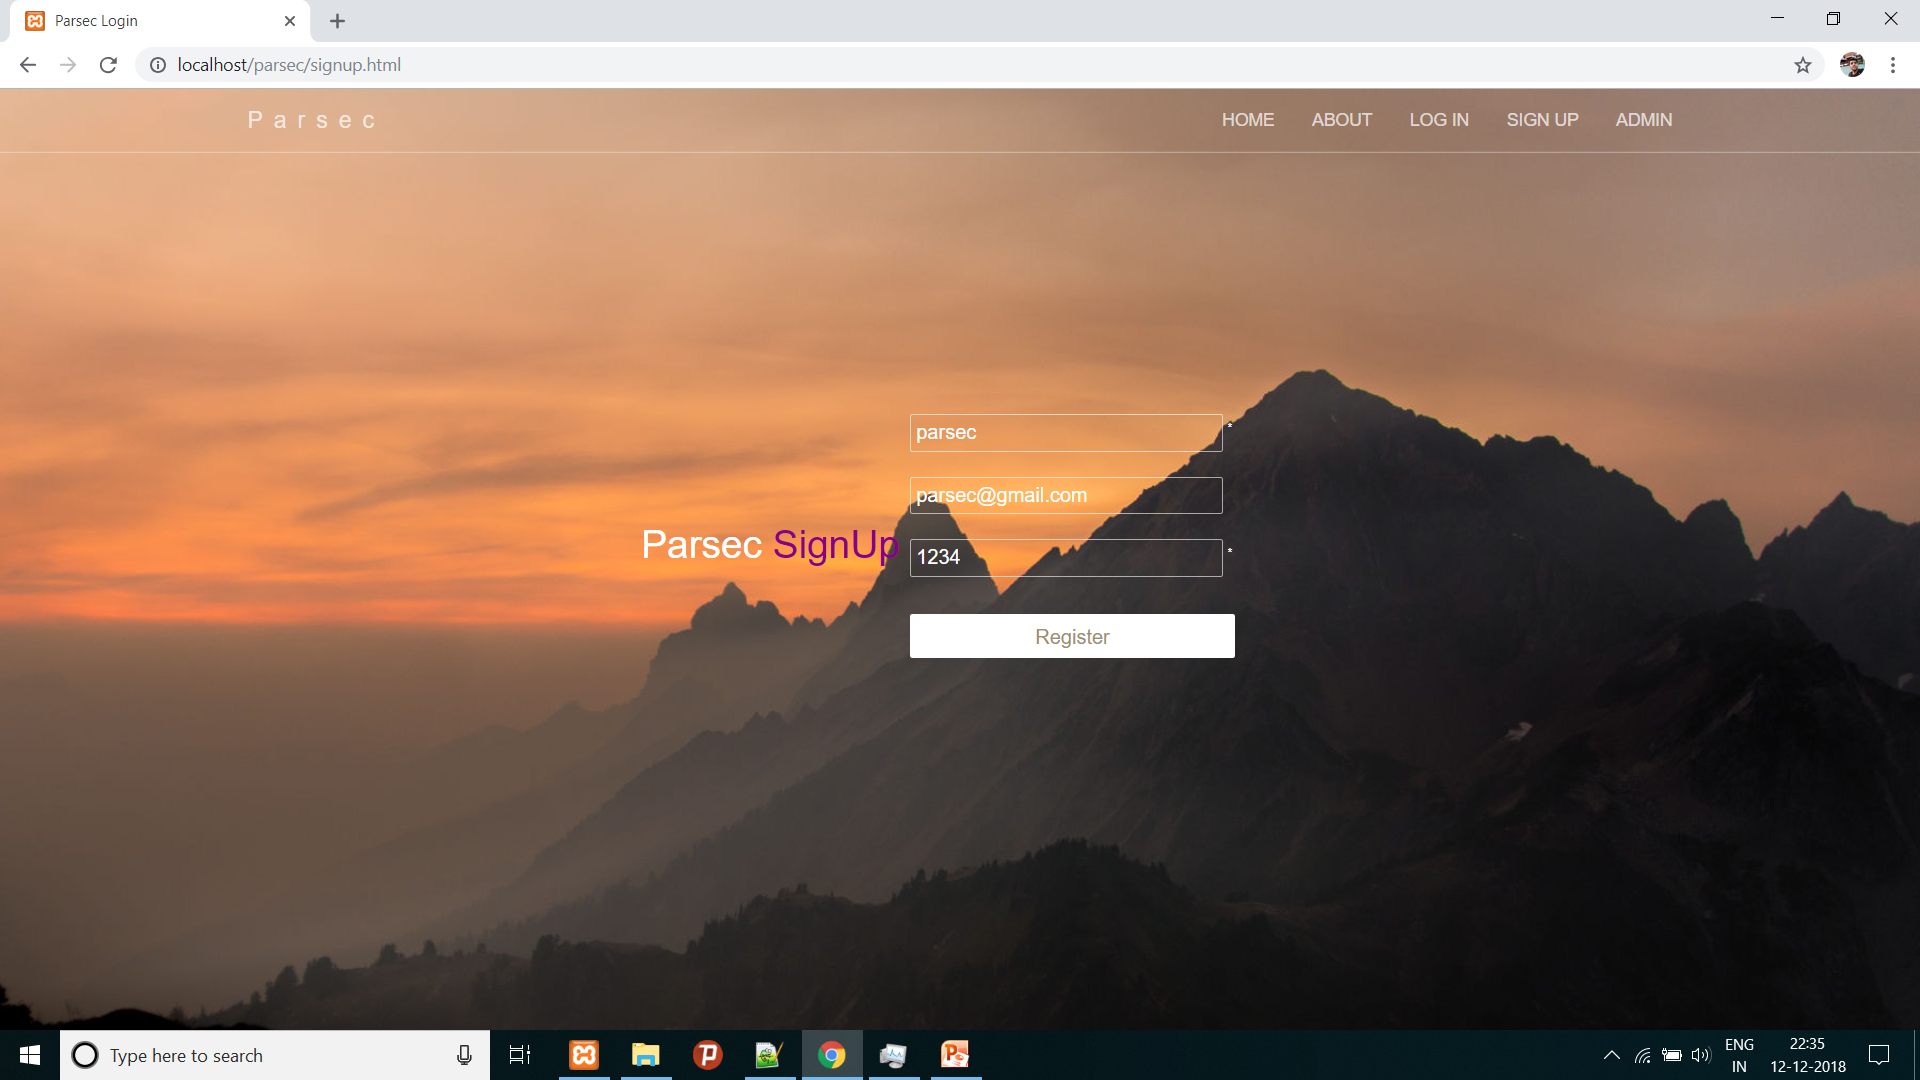 Parsec Login
localhost/parsec/signup.html
Parsec
HOME ABOUT LOG IN SIGN UP ADMIN
parsec *
parsec@gmail.com
Parsec SignUp
1234 *
Register
Type here to search
ENG
IN
22:35
12-12-2018